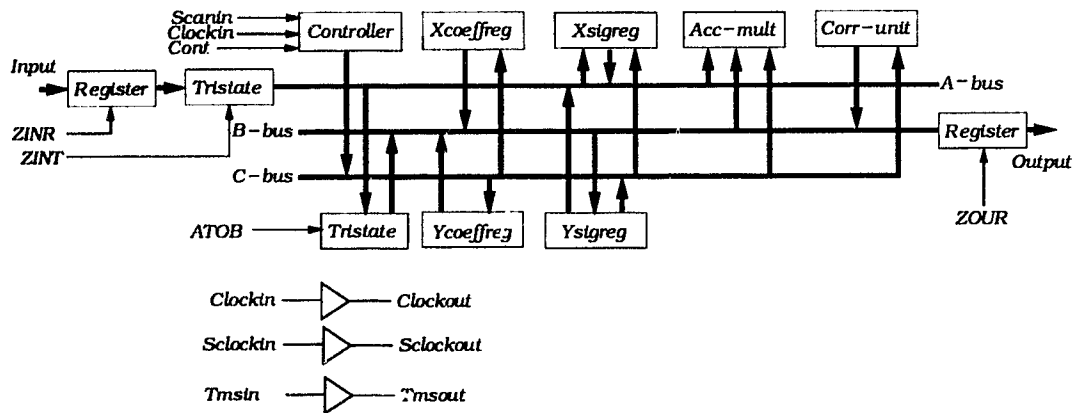 Scanin
Clockin
Cont
Controller
Xcoeffreg
Xsigreg
Acc-mult
Corr-unit
Input
Register
Tristate
A-bus
ZINR
B-bus
Register
ZINT
Output
C-bus
ATOB
Tristate
Ycoeffreg
Ysigreg
ZOUR
Clockin
Clockout
Sclockin
Sclockout
Tmsin
Tmsout